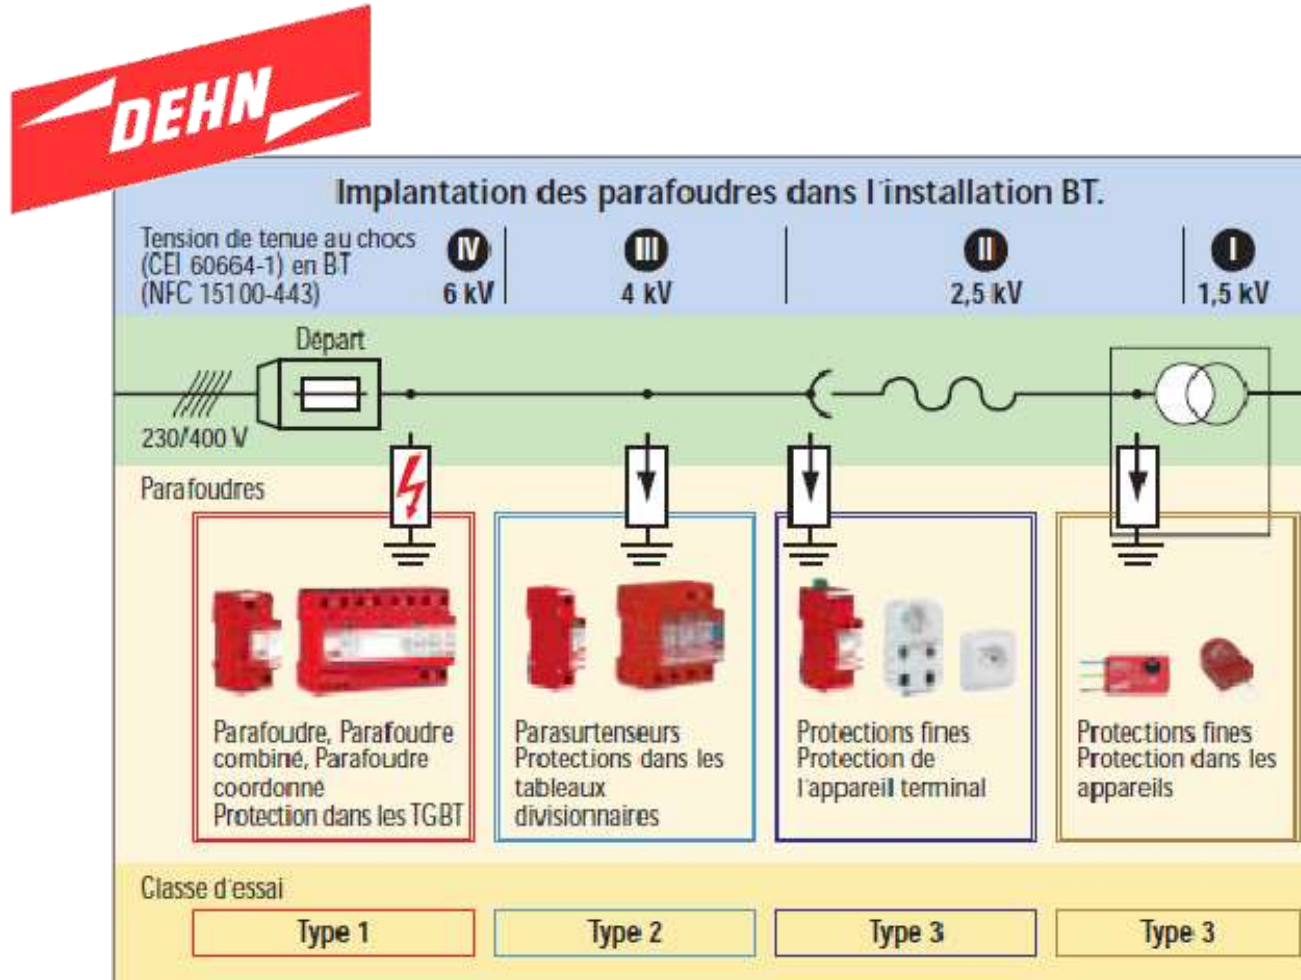 DEHN
Implantation des parafoudres dans l'installation BT.
Tension de tenue au chocs
(CEI 60664-1) en BT
(NFC 15100-443)
IV
6 kV
III
4 kV
II
2,5 kV
I
1,5 kV
Départ
230/400 V
Parafoudres
Parafoudre, Parafoudre
combiné, Parafoudre
coordonné
Protection dans les TGBT
Parasurtenseurs
Protections dans les
tableaux
divisionnaires
Protections fines
Protection de
l'appareil terminal
Protections fines
Protection dans les
appareils
Classe d'essai
Type 1
Type 2
Type 3
Type 3